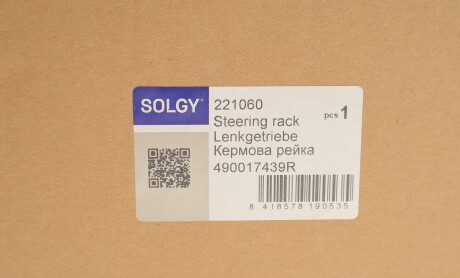 SOLGY
221060
Steering rack pcs 1
Lenkgetriebe
Кермова рейка
490017439R
8 418578 190535